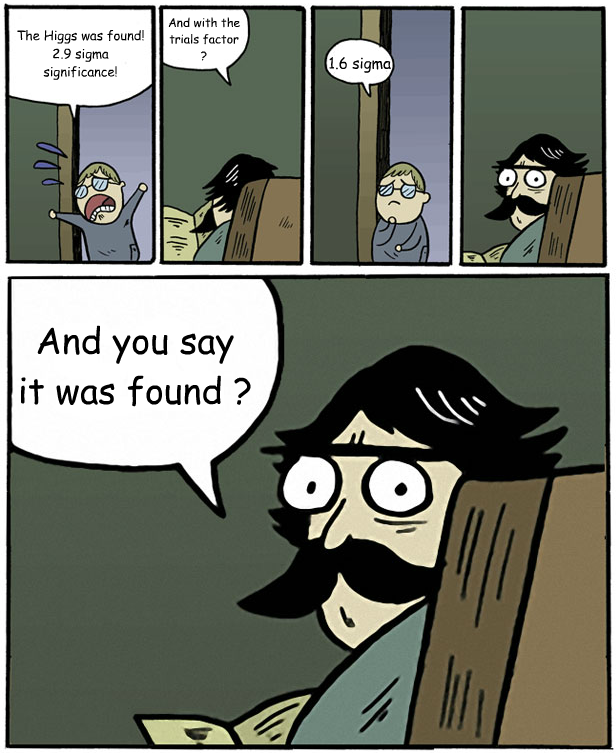 The Higgs was found!
2.9 sigma
significance!
And with the
trials factor
?
1.6 sigma
And you say
it was found ?